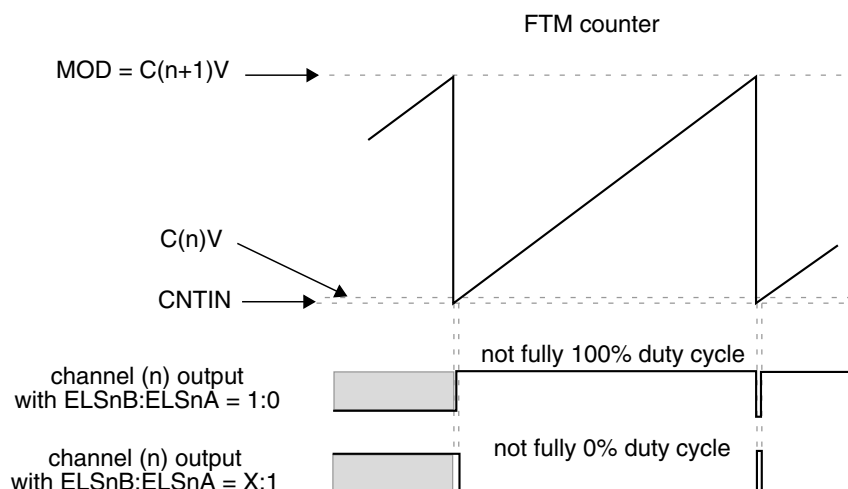 FTM counter
MOD = C(n+1)V
C(n)V
CNTIN
not fully 100% duty cycle
channel (n) output
with ELSnB:ELSnA = 1:0
not fully 0% duty cycle
channel (n) output
with ELSnB:ELSnA = X:1